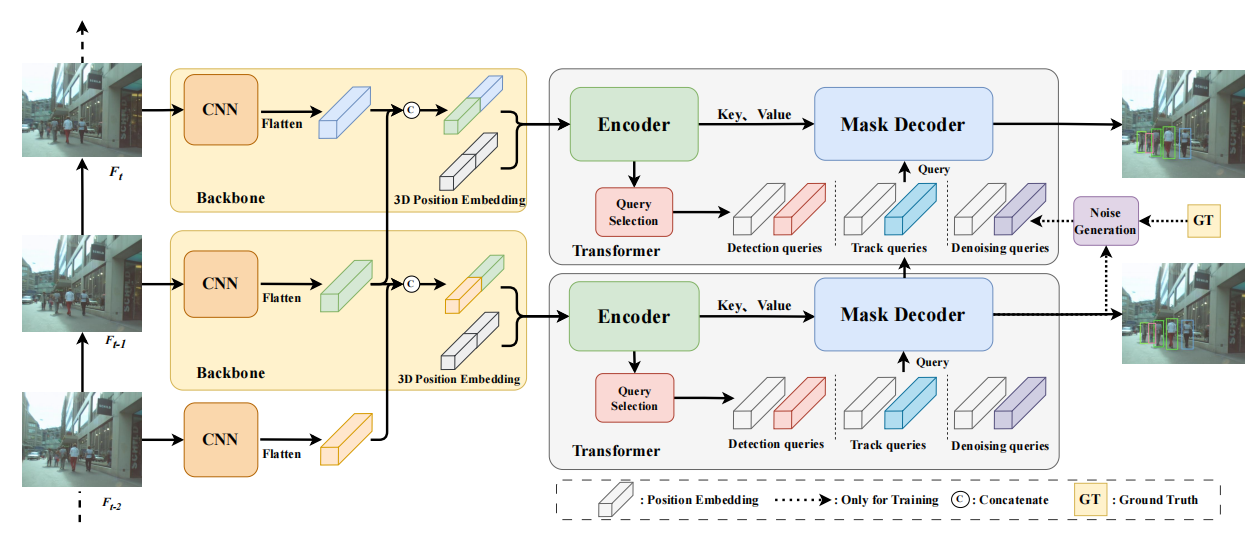 CNN
Flatten
C
3D Position Embedding
Backbone
F_t
Encoder
Key、Value
Mask Decoder
Query
Selection
Query
Detection queries
Track queries
Denoising queries
Transformer
Noise
Generation
GT
CNN
Flatten
C
3D Position Embedding
Backbone
F_{t-1}
Encoder
Key、Value
Mask Decoder
Query
Selection
Query
Detection queries
Track queries
Denoising queries
Transformer
CNN
Flatten
F_{t-2}
: Position Embedding
: Only for Training
C : Concatenate
GT : Ground Truth